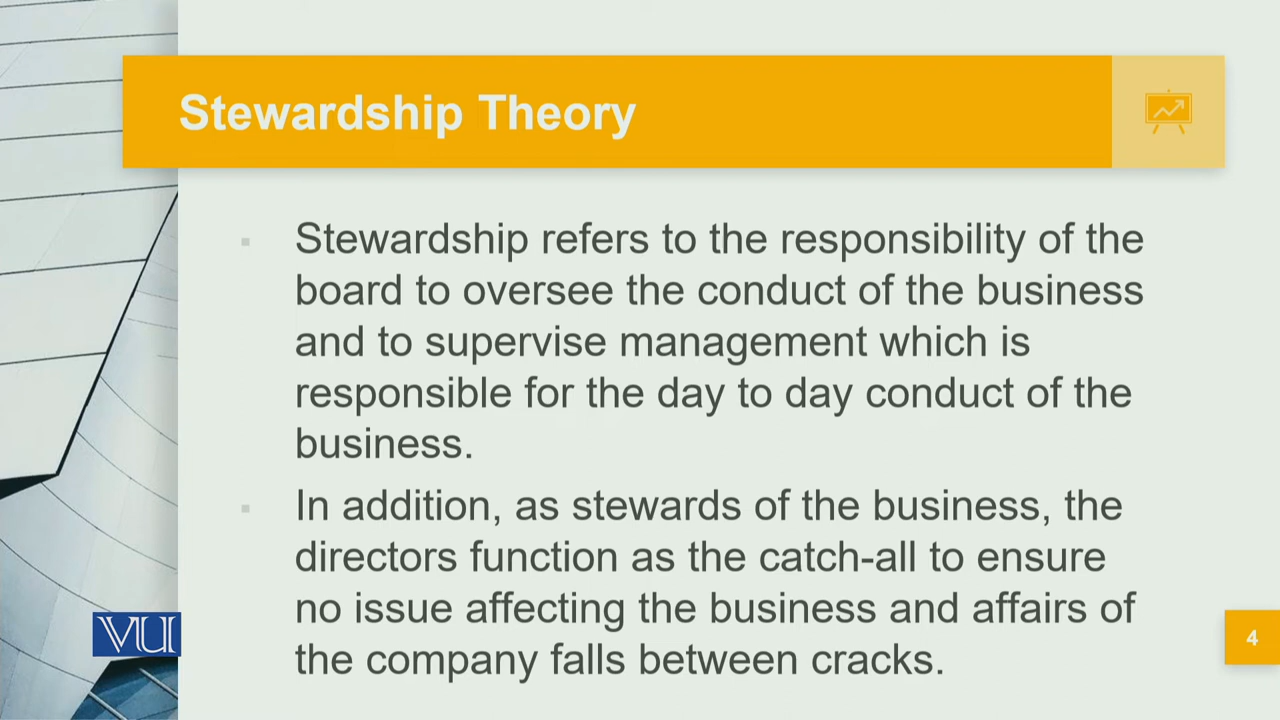 Stewardship Theory
Stewardship refers to the responsibility of the
board to oversee the conduct of the business
and to supervise management which is
responsible for the day to day conduct of the
business.
In addition, as stewards of the business, the
directors function as the catch-all to ensure
no issue affecting the business and affairs of
the company falls between cracks.
VU
4